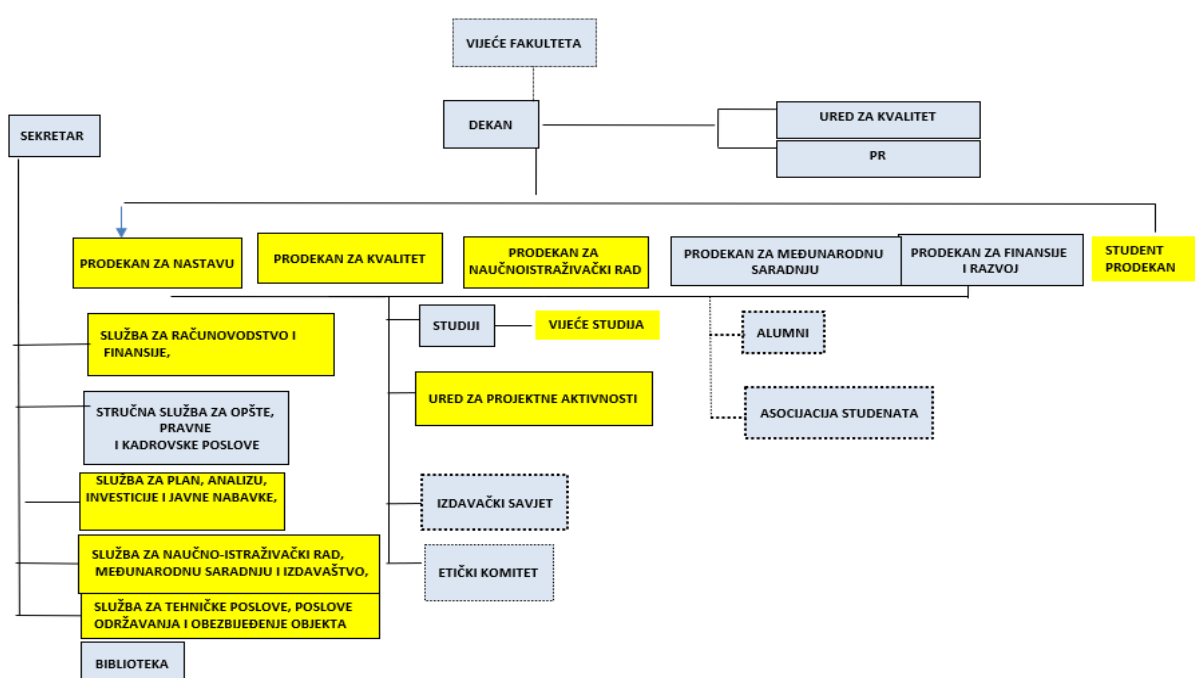 VIJEĆE FAKULTETA
DEKAN
SEKRETAR
URED ZA KVALITET
PR
PRODEKAN ZA NASTAVU
PRODEKAN ZA KVALITET
PRODEKAN ZA
NAUČNOISTRAŽIVAČKI RAD
PRODEKAN ZA MEĐUNARODNU
SARADNJU
PRODEKAN ZA FINANSIJE
I RAZVOJ
STUDENT
PRODEKAN
SLUŽBA ZA RAČUNOVODSTVO I
FINANSIJE,
STRUČNA SLUŽBA ZA OPŠTE,
PRAVNE
I KADROVSKE POSLOVE
SLUŽBA ZA PLAN, ANALIZU,
INVESTICIJE I JAVNE NABAVKE,
SLUŽBA ZA NAUČNO-ISTRAŽIVAČKI RAD,
MEĐUNARODNU SARADNJU I IZDAVAŠTVO,
SLUŽBA ZA TEHNIČKE POSLOVE, POSLOVE
ODRŽAVANJA I OBEZBIJEĐENJE OBJEKTA
BIBLIOTEKA
STUDIJI
VIJEĆE STUDIJA
URED ZA PROJEKTNE AKTIVNOSTI
IZDAVAČKI SAVJET
ETIČKI KOMITET
ALUMNI
ASOCIJACIJA STUDENATA